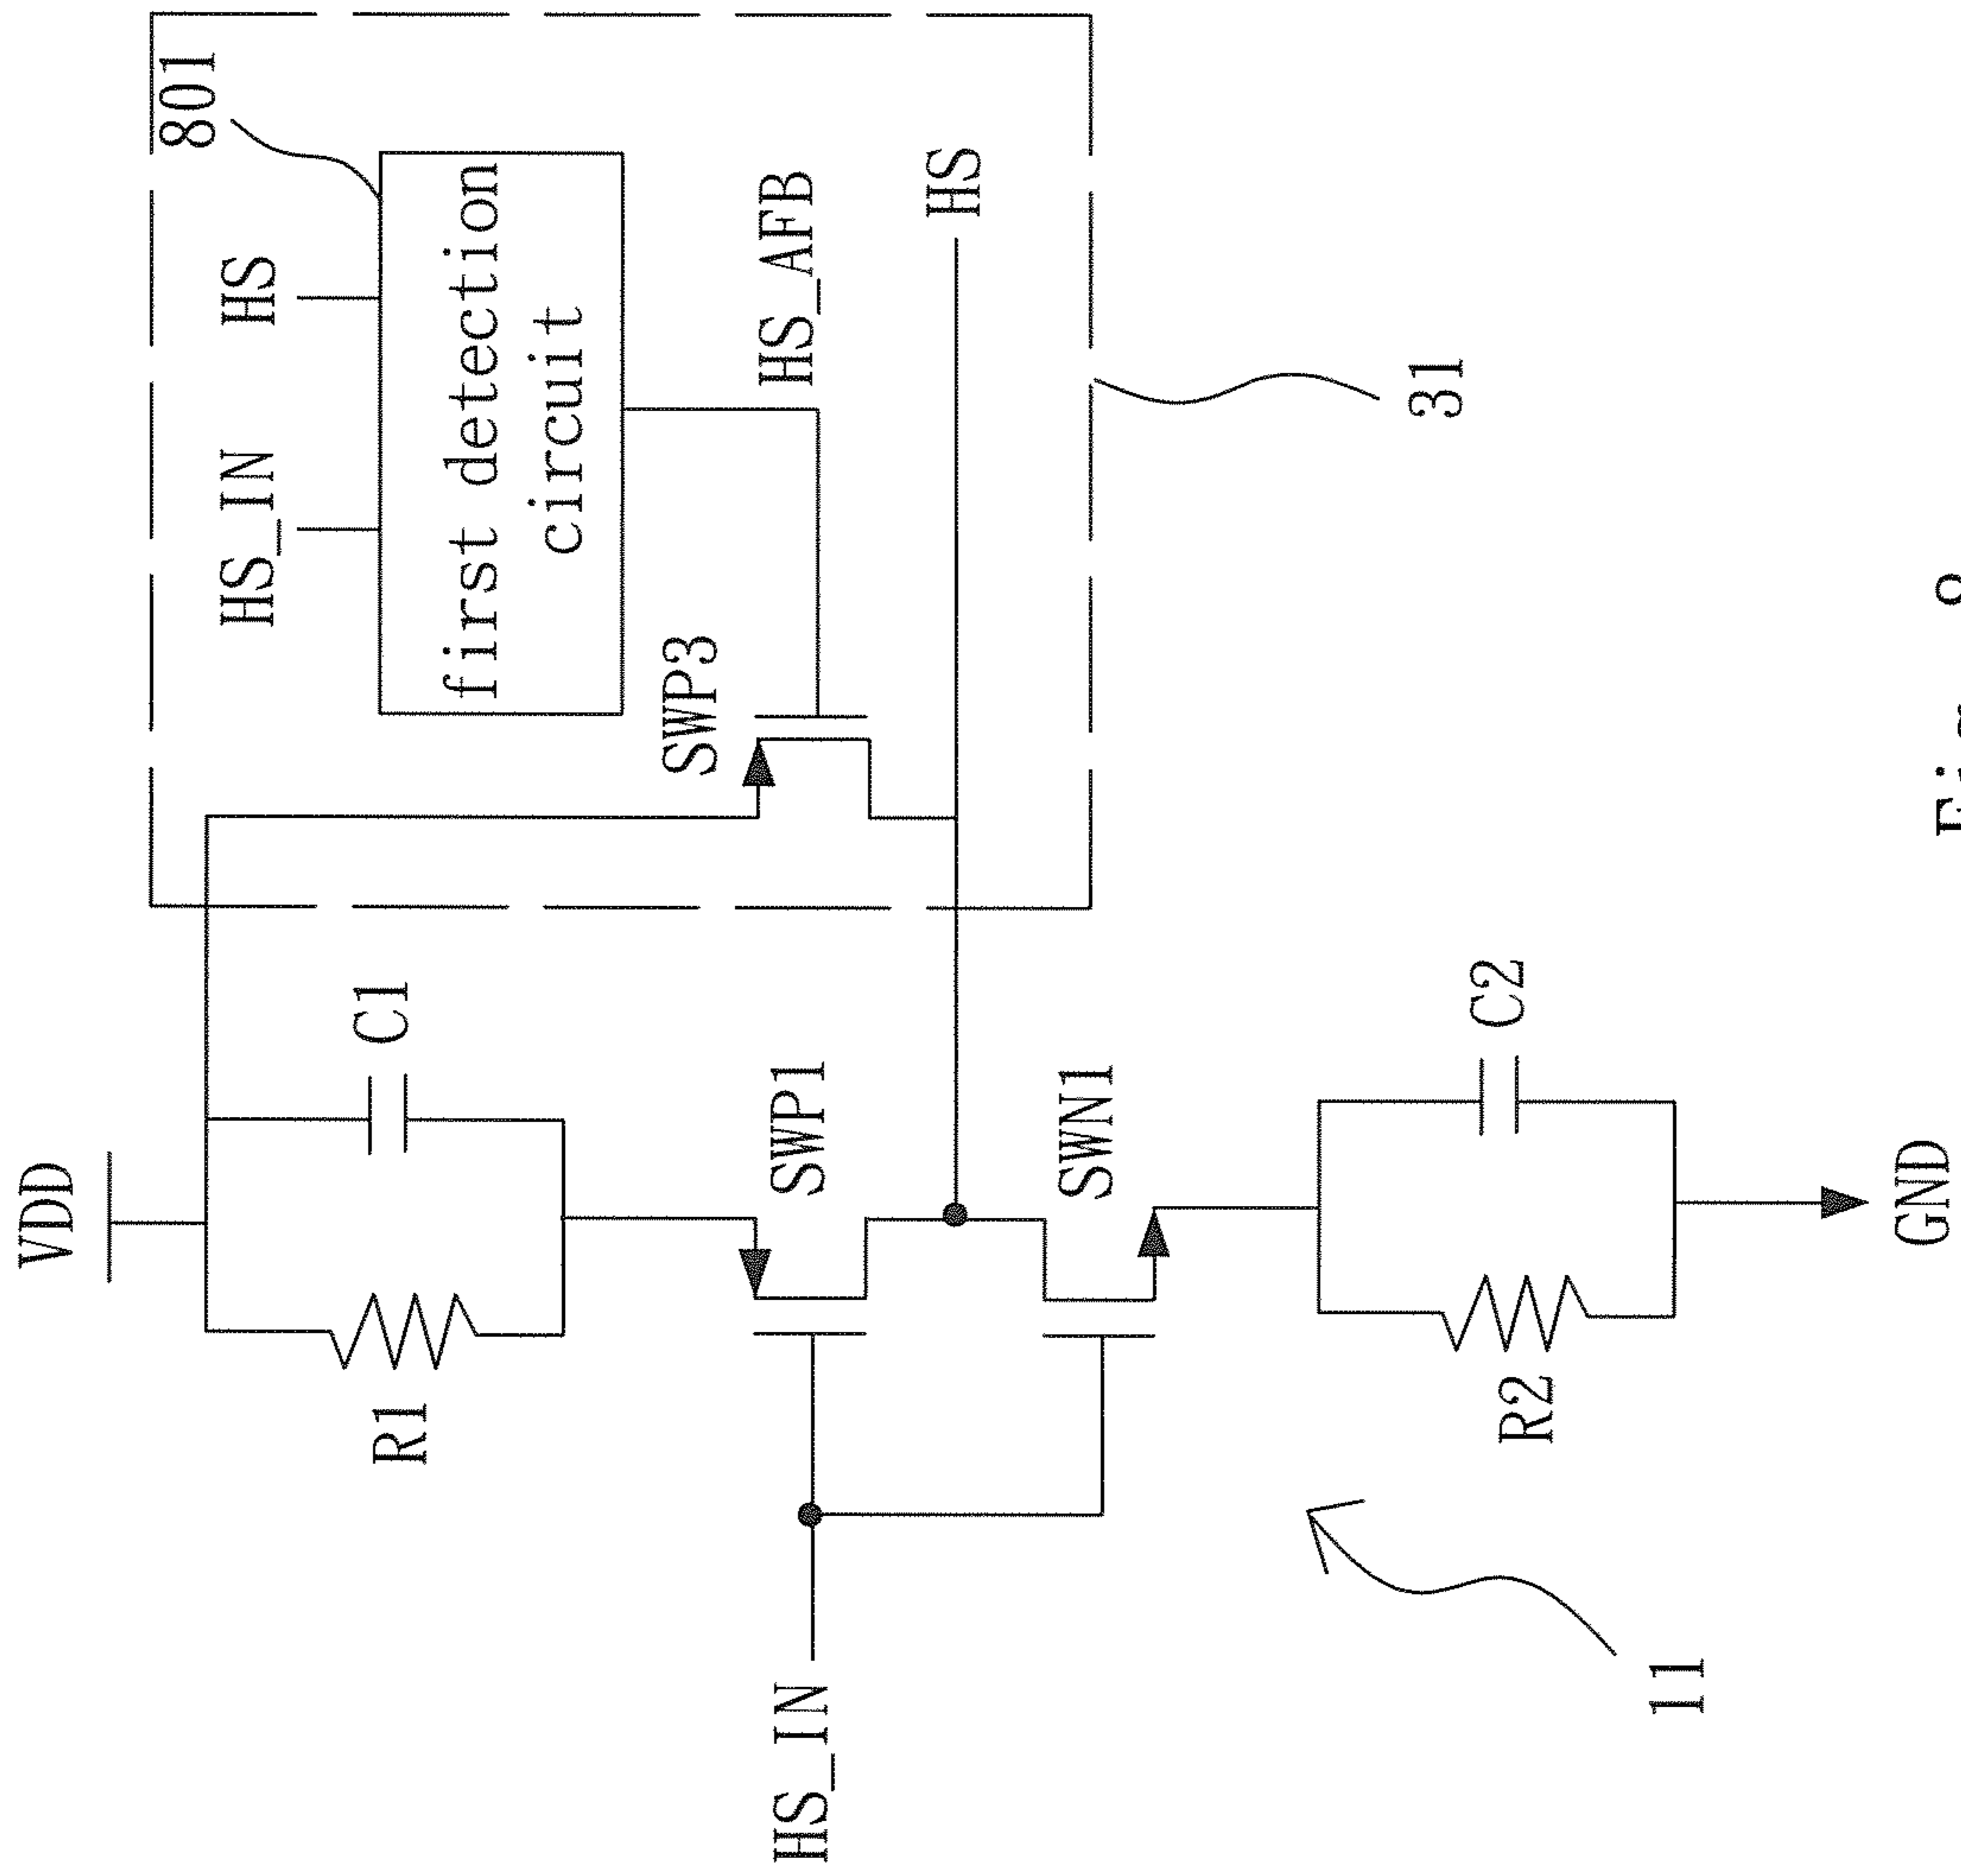 VDD
R1
C1
HS_IN
SWP1
SWN1
R2
C2
GND
11
801
HS_IN
HS
first detection
circuit
SWP3
HS_AFB
HS
31